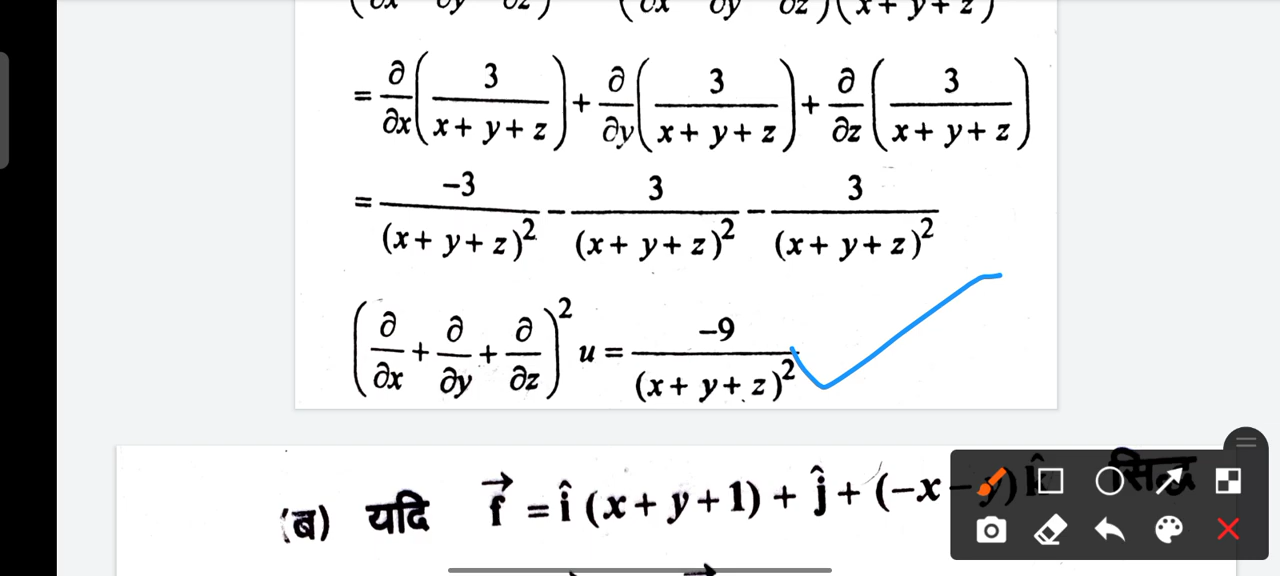 (∂x ∂y ∂z) (∂x ∂y ∂z)(x + y + z)
= ∂/∂x (3/(x + y + z)) + ∂/∂y (3/(x + y + z)) + ∂/∂z (3/(x + y + z))
= -3/(x + y + z)² - 3/(x + y + z)² - 3/(x + y + z)²
(∂/∂x + ∂/∂y + ∂/∂z)² u = -9/(x + y + z)²
(ब) यदि f⃗ = î (x + y + 1) + ĵ + (-x - y) k̂ सिद्ध